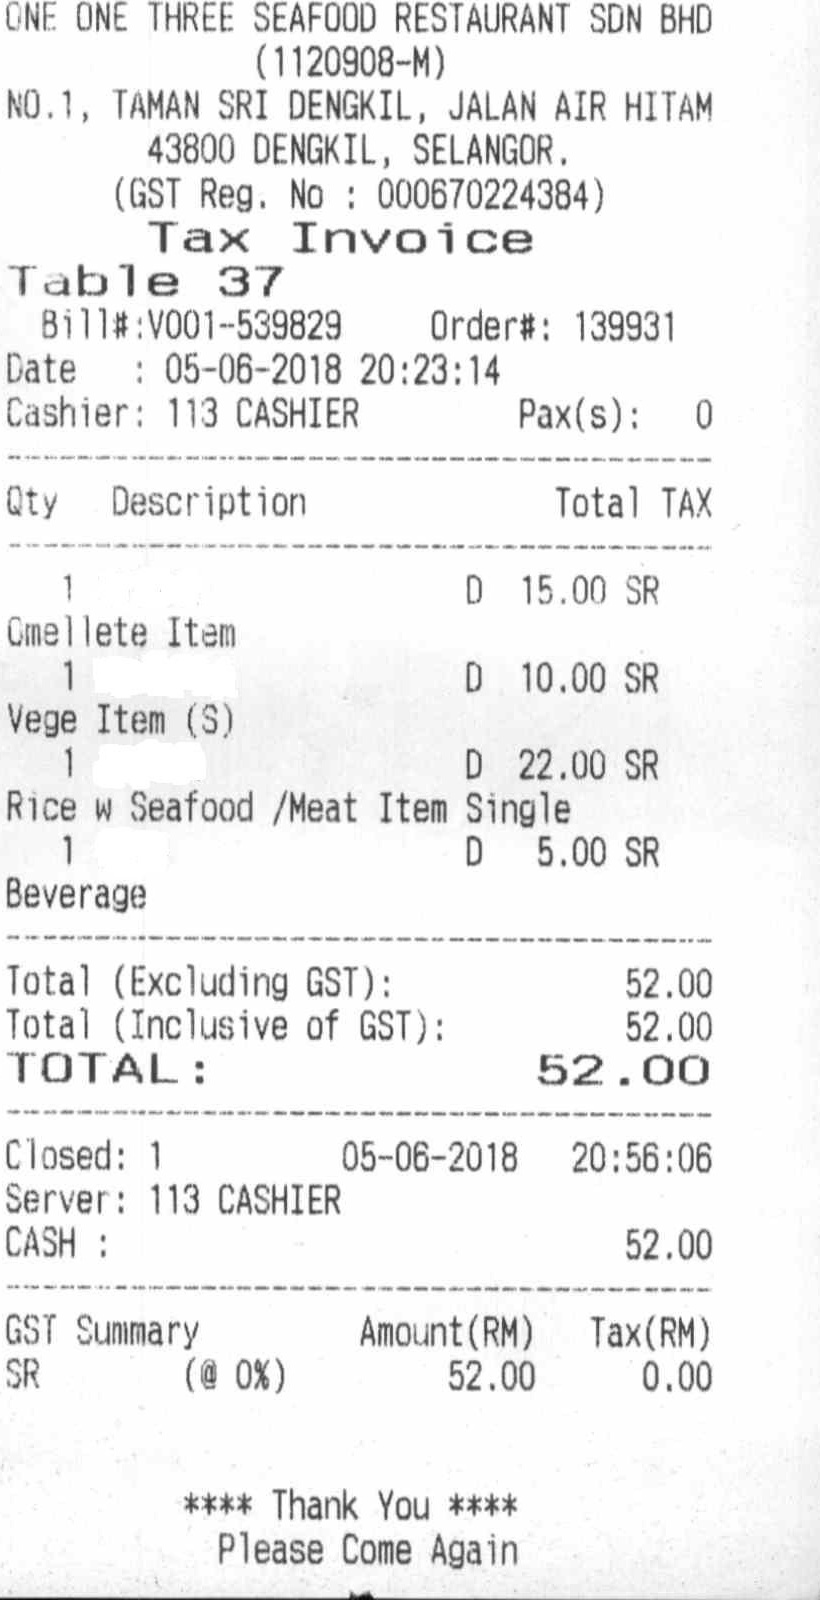 ONE ONE THREE SEAFOOD RESTAURANT SDN BHD
(1120908-M)
NO.1, TAMAN SRI DENGKIL, JALAN AIR HITAM
43800 DENGKIL, SELANGOR.
(GST Reg. No : 000670224384)
Tax Invoice
Table 37
Bill#:V001-539829 Order#: 139931
Date : 05-06-2018 20:23:14
Cashier: 113 CASHIER Pax(s): 0
Qty Description Total TAX
1 D 15.00 SR
Omellete Item
1 D 10.00 SR
Vege Item (S)
1 D 22.00 SR
Rice w Seafood /Meat Item Single
1 D 5.00 SR
Beverage
Total (Excluding GST): 52.00
Total (Inclusive of GST): 52.00
TOTAL: 52.00
Closed: 1 05-06-2018 20:56:06
Server: 113 CASHIER
CASH : 52.00
GST Summary Amount(RM) Tax(RM)
SR (@ 0%) 52.00 0.00
**** Thank You ****
Please Come Again